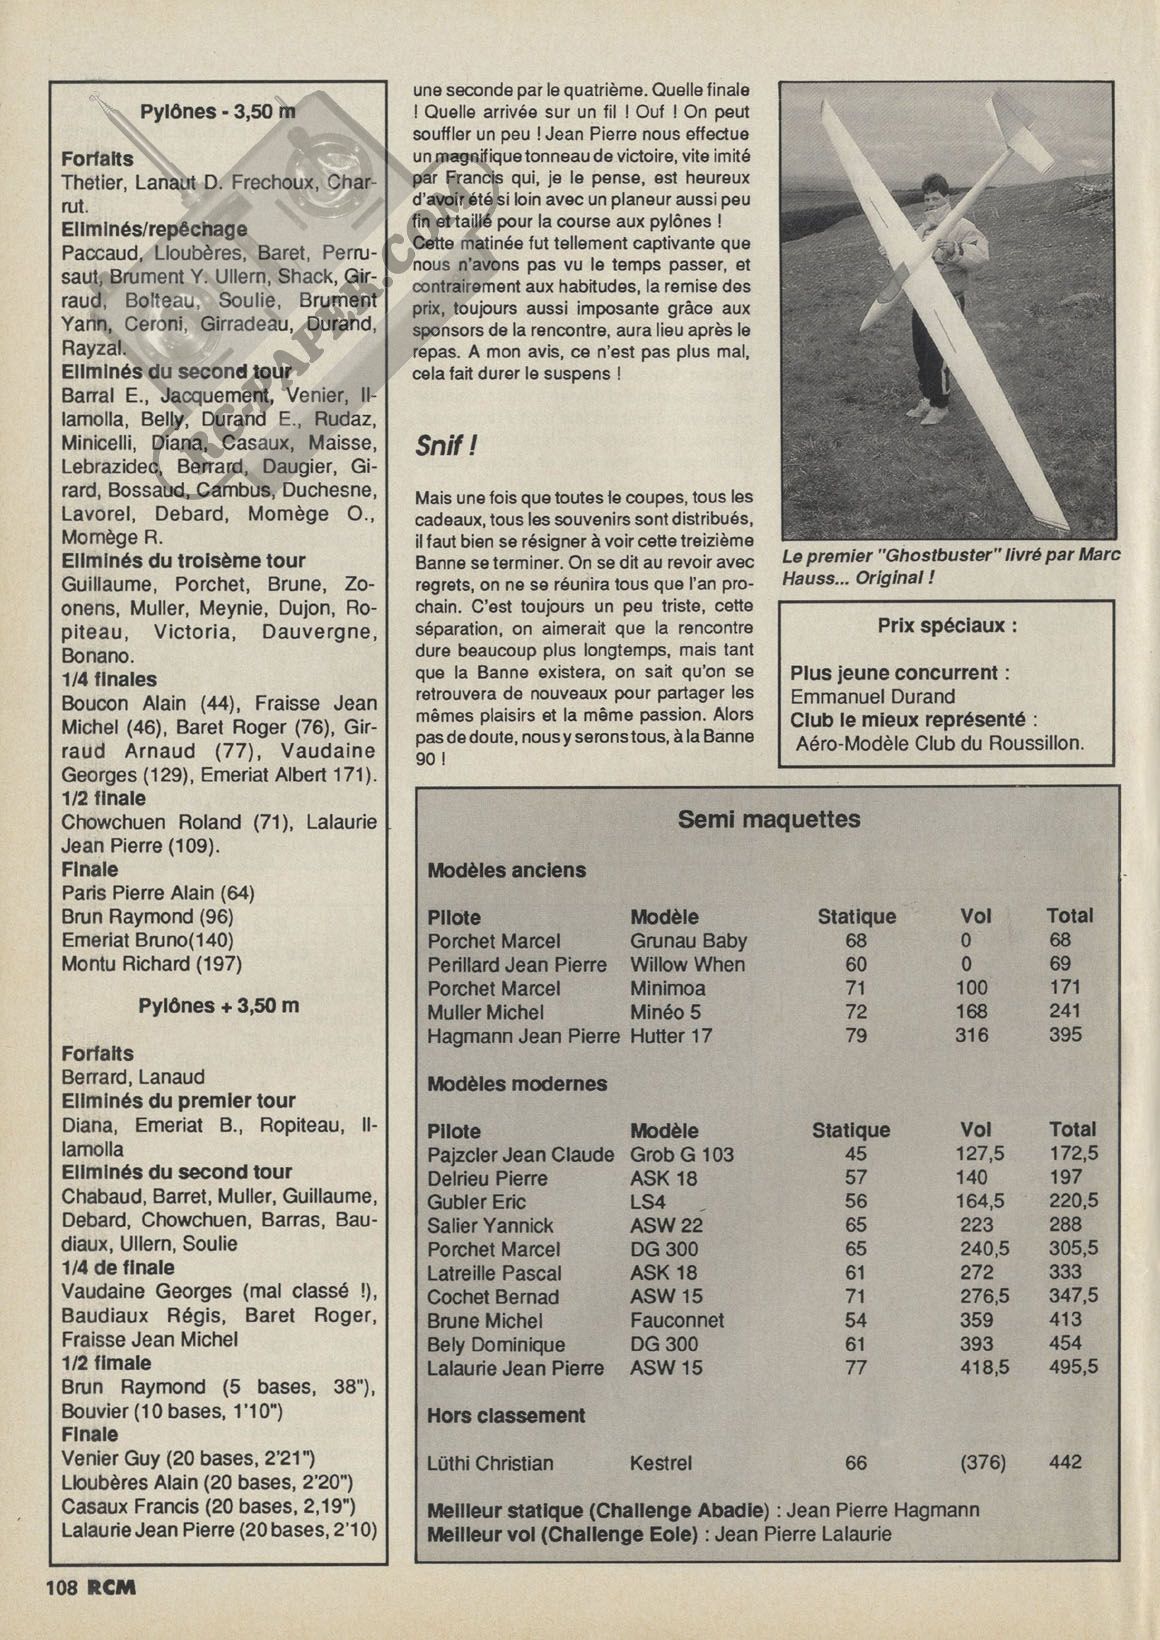 Pylônes - 3,50 m
Forfaits
Thetier, Lanaut D. Frechoux, Char-
rut.
Eliminés/repêchage
Paccaud, Lloubères, Baret, Perru-
saut, Brument Y. Ullern, Shack, Gir-
raud, Bolteau, Soulie, Brument
Yann, Ceroni, Girradeau, Durand,
Rayzal.
Eliminés du second tour
Barral E., Jacquement, Venier, Il-
lamolla, Belly, Durand E., Rudaz,
Minicelli, Diana, Casaux, Maisse,
Lebrazidec, Berrard, Daugier, Gi-
rard, Bossaud, Cambus, Duchesne,
Lavorel, Debard, Momège O.,
Momège R.
Eliminés du troisème tour
Guillaume, Porchet, Brune, Zo-
onens, Muller, Meynie, Dujon, Ro-
piteau, Victoria, Dauvergne,
Bonano.
1/4 finales
Boucon Alain (44), Fraisse Jean
Michel (46), Baret Roger (76), Gir-
raud Arnaud (77), Vaudaine
Georges (129), Emeriat Albert 171).
1/2 finale
Chowchuen Roland (71), Lalaurie
Jean Pierre (109).
Finale
Paris Pierre Alain (64)
Brun Raymond (96)
Emeriat Bruno(140)
Montu Richard (197)
Pylônes + 3,50 m
Forfaits
Berrard, Lanaud
Eliminés du premier tour
Diana, Emeriat B., Ropiteau, Il-
lamolla
Eliminés du second tour
Chabaud, Barret, Muller, Guillaume,
Debard, Chowchuen, Barras, Bau-
diaux, Ullern, Soulie
1/4 de finale
Vaudaine Georges (mal classé !),
Baudiaux Régis, Baret Roger,
Fraisse Jean Michel
1/2 fimale
Brun Raymond (5 bases, 38"),
Bouvier (10 bases, 1'10")
Finale
Venier Guy (20 bases, 2'21")
Lloubères Alain (20 bases, 2'20")
Casaux Francis (20 bases, 2,19")
Lalaurie Jean Pierre (20 bases, 2'10)
une seconde par le quatrième. Quelle finale
! Quelle arrivée sur un fil ! Ouf ! On peut
souffler un peu ! Jean Pierre nous effectue
un magnifique tonneau de victoire, vite imité
par Francis qui, je le pense, est heureux
d'avoir été si loin avec un planeur aussi peu
fin et taillé pour la course aux pylônes !
Cette matinée fut tellement captivante que
nous n'avons pas vu le temps passer, et
contrairement aux habitudes, la remise des
prix, toujours aussi imposante grâce aux
sponsors de la rencontre, aura lieu après le
repas. A mon avis, ce n'est pas plus mal,
cela fait durer le suspens !
Snif !
Mais une fois que toutes le coupes, tous les
cadeaux, tous les souvenirs sont distribués,
il faut bien se résigner à voir cette treizième
Banne se terminer. On se dit au revoir avec
regrets, on ne se réunira tous que l'an pro-
chain. C'est toujours un peu triste, cette
séparation, on aimerait que la rencontre
dure beaucoup plus longtemps, mais tant
que la Banne existera, on sait qu'on se
retrouvera de nouveaux pour partager les
mêmes plaisirs et la même passion. Alors
pas de doute, nous y serons tous, à la Banne
90 !
Le premier "Ghostbuster" livré par Marc
Hauss... Original !
Prix spéciaux :
Plus jeune concurrent :
Emmanuel Durand
Club le mieux représenté :
Aéro-Modèle Club du Roussillon.
Semi maquettes
Modèles anciens
Pilote Modèle Statique Vol Total
Porchet Marcel Grunau Baby 68 0 68
Perillard Jean Pierre Willow When 60 0 69
Porchet Marcel Minimoa 71 100 171
Muller Michel Minéo 5 72 168 241
Hagmann Jean Pierre Hutter 17 79 316 395
Modèles modernes
Pilote Modèle Statique Vol Total
Pajzcler Jean Claude Grob G 103 45 127,5 172,5
Delrieu Pierre ASK 18 57 140 197
Gubler Eric LS4 56 164,5 220,5
Salier Yannick ASW 22 65 223 288
Porchet Marcel DG 300 65 240,5 305,5
Latreille Pascal ASK 18 61 272 333
Cochet Bernad ASW 15 71 276,5 347,5
Brune Michel Fauconnet 54 359 413
Bely Dominique DG 300 61 393 454
Lalaurie Jean Pierre ASW 15 77 418,5 495,5
Hors classement
Lüthi Christian Kestrel 66 (376) 442
Meilleur statique (Challenge Abadie) : Jean Pierre Hagmann
Meilleur vol (Challenge Eole) : Jean Pierre Lalaurie
108 RCM
RC-PAPER.COM